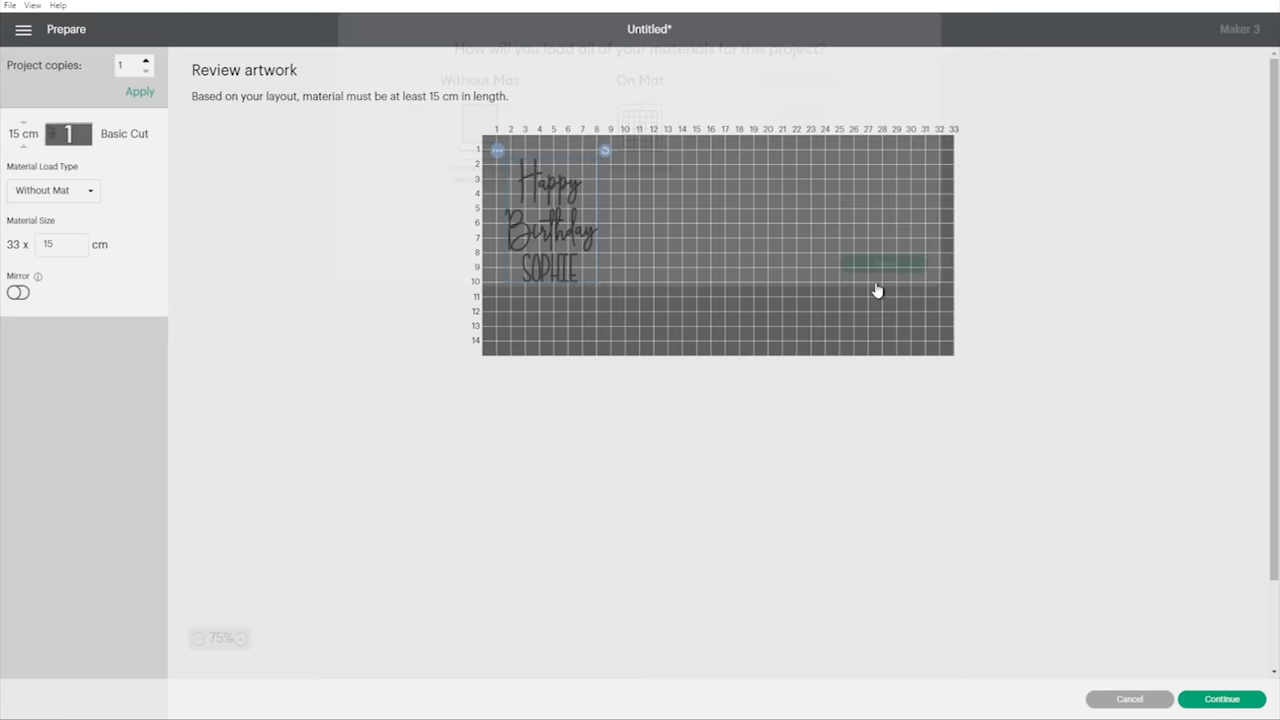 File View Help
Prepare
Untitled*
Maker 3
How will you load all of your materials for this project?
Without Mat
On Mat
Project copies: 1
Apply
Review artwork
Based on your layout, material must be at least 15 cm in length.
15 cm 1 Basic Cut
Material Load Type
Without Mat
Material Size
33 x 15 cm
Mirror
1 2 3 4 5 6 7 8 9 10 11 12 13 14 15 16 17 18 19 20 21 22 23 24 25 26 27 28 29 30 31 32 33
1
2
3
4
5
6
7
8
9
10
11
12
13
14
Happy
Birthday
SOPHIE
75%
Cancel
Continue